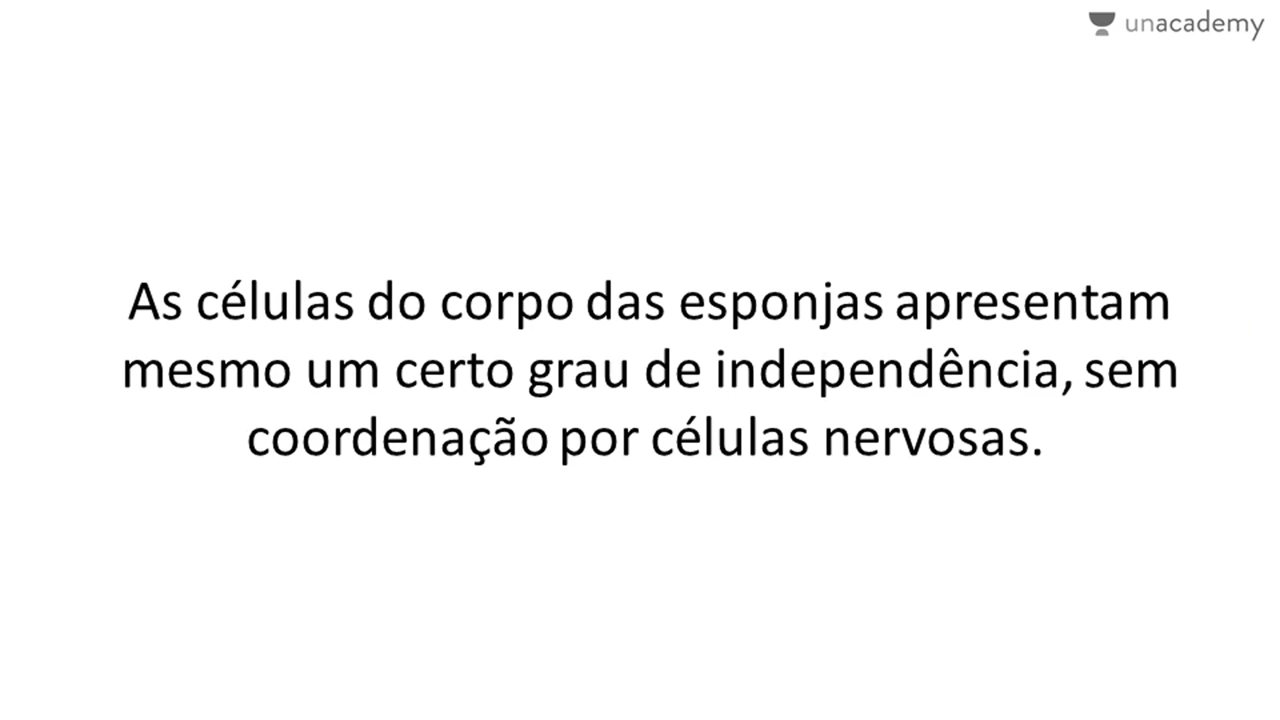 unacademy
As células do corpo das esponjas apresentam
mesmo um certo grau de independência, sem
coordenação por células nervosas.